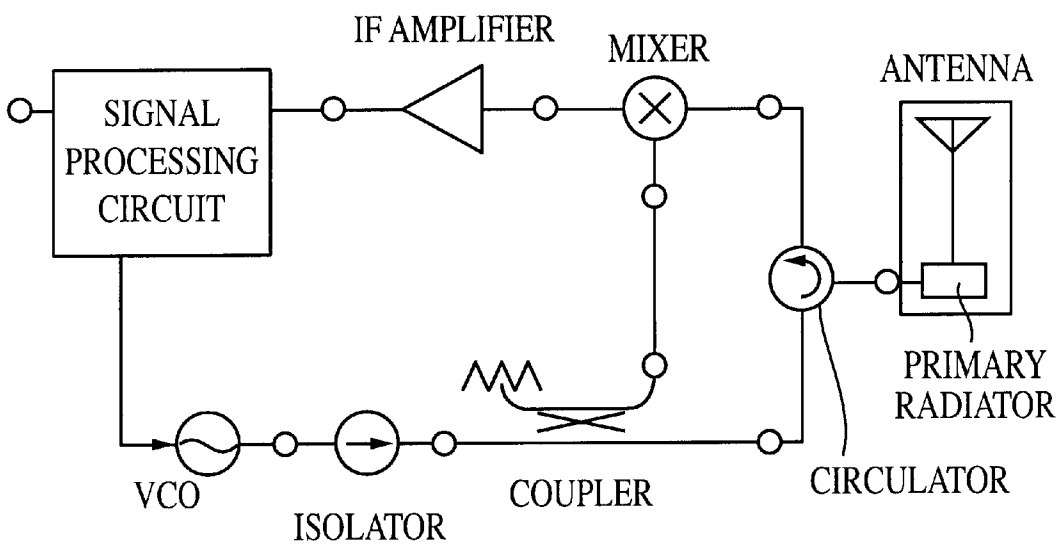 IF AMPLIFIER
MIXER
ANTENNA
SIGNAL
PROCESSING
CIRCUIT
PRIMARY
RADIATOR
VCO
ISOLATOR
COUPLER
CIRCULATOR